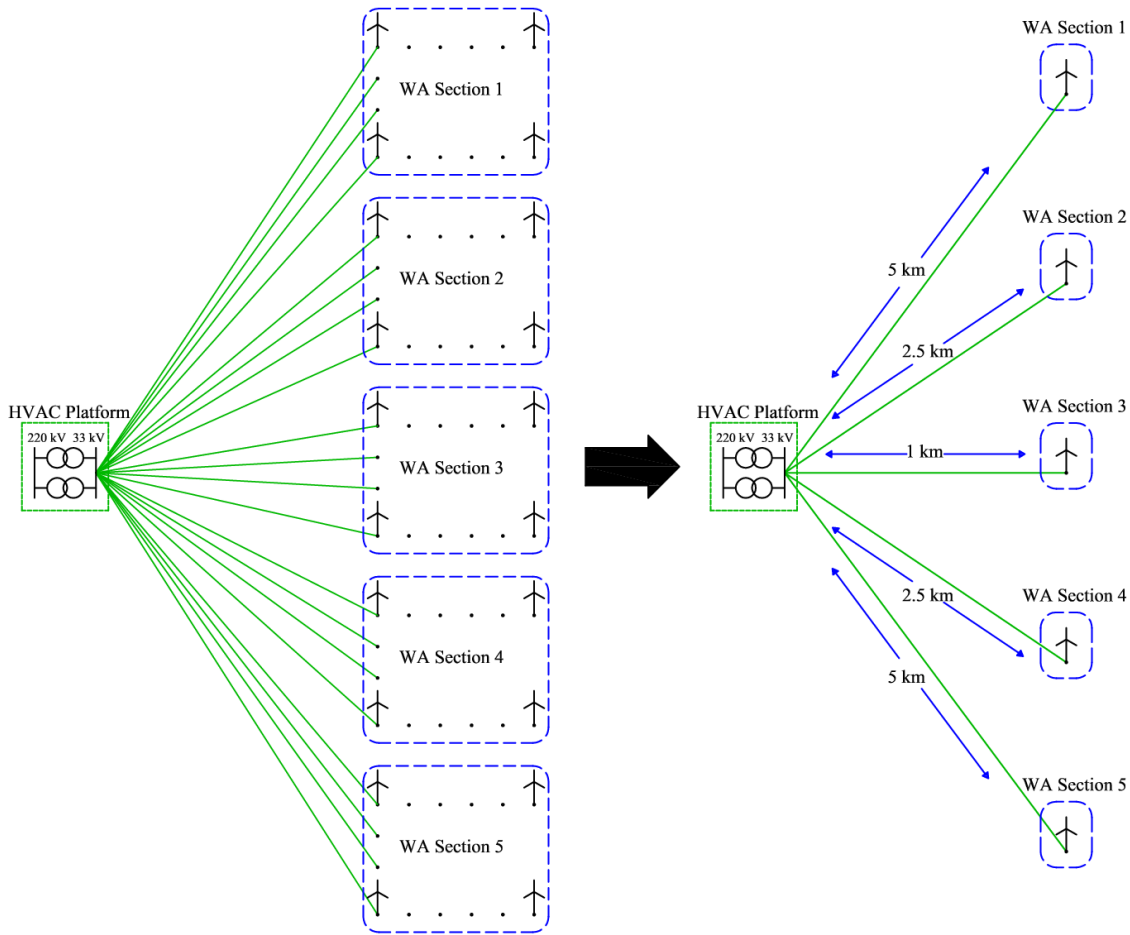 WA Section 1
WA Section 2
HVAC Platform
220 kV 33 kV
WA Section 3
WA Section 4
WA Section 5
WA Section 1
5 km
WA Section 2
2.5 km
HVAC Platform
220 kV 33 kV
WA Section 3
1 km
WA Section 4
2.5 km
5 km
WA Section 5